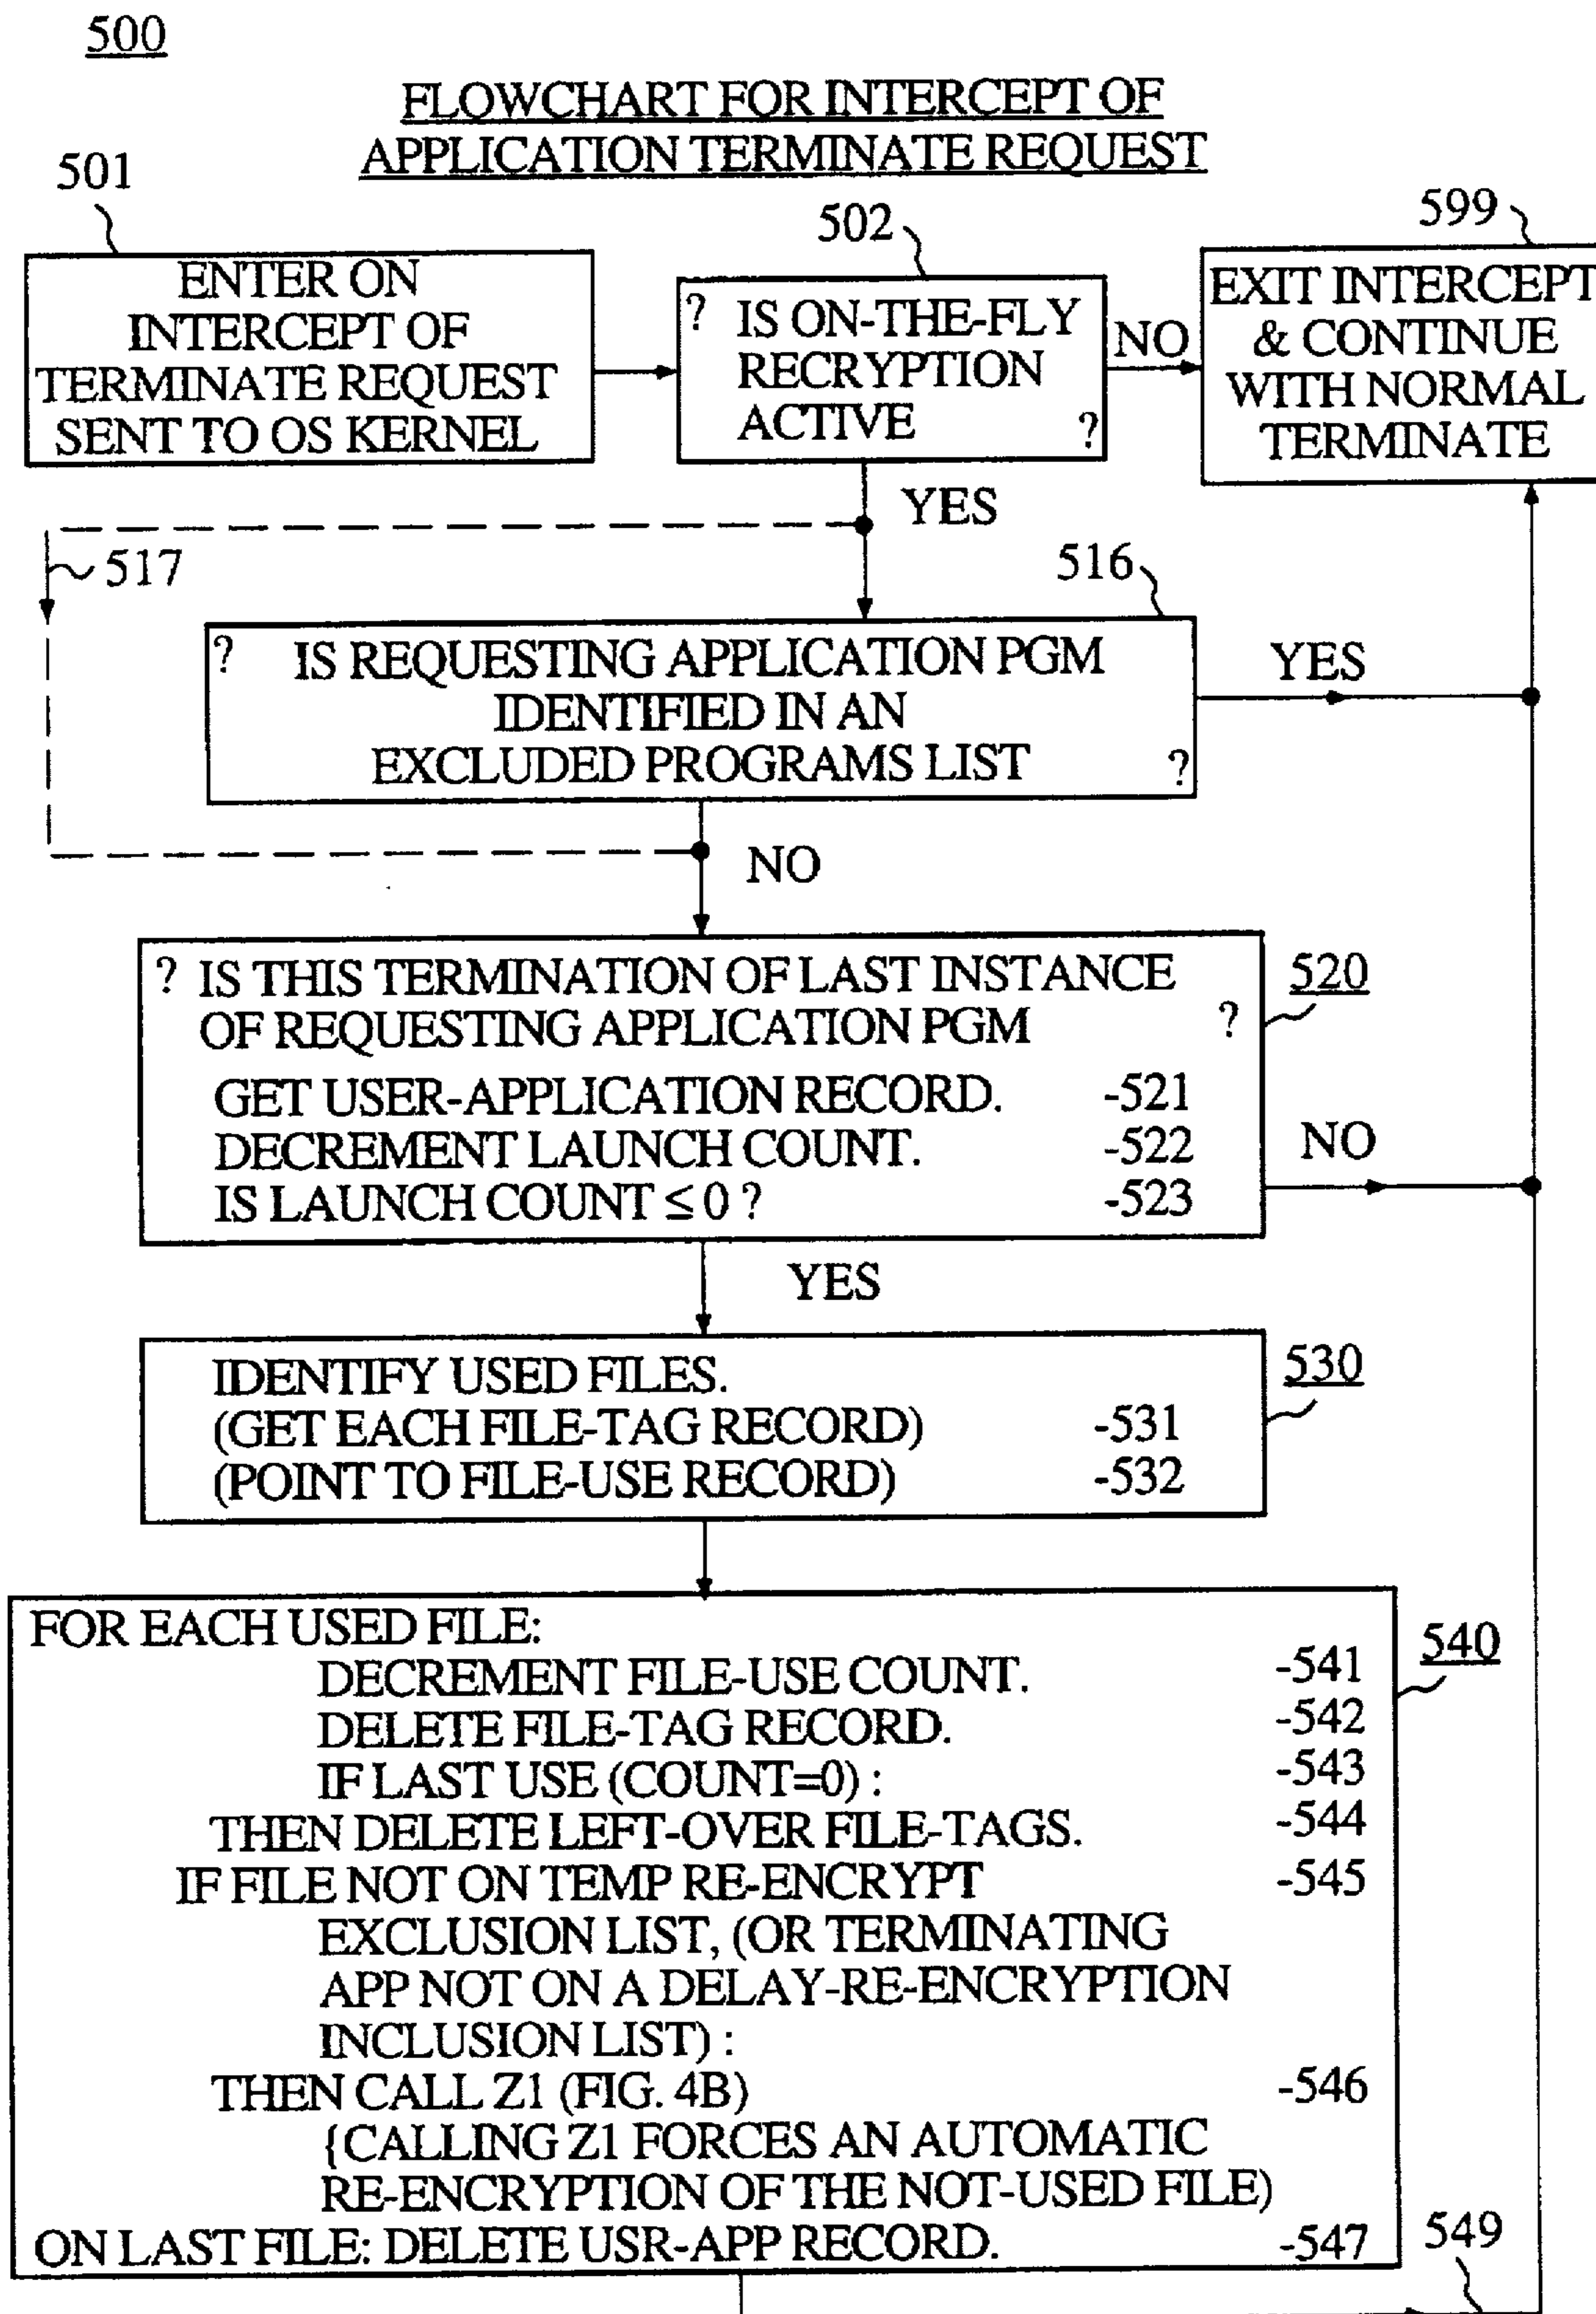 500
FLOWCHART FOR INTERCEPT OF
APPLICATION TERMINATE REQUEST
501
ENTER ON
INTERCEPT OF
TERMINATE REQUEST
SENT TO OS KERNEL
502
? IS ON-THE-FLY
RECRYPTION
ACTIVE ?
NO
599
EXIT INTERCEPT
& CONTINUE
WITH NORMAL
TERMINATE
YES
517
516
? IS REQUESTING APPLICATION PGM
IDENTIFIED IN AN
EXCLUDED PROGRAMS LIST ?
YES
NO
? IS THIS TERMINATION OF LAST INSTANCE
OF REQUESTING APPLICATION PGM ?
520
GET USER-APPLICATION RECORD. -521
DECREMENT LAUNCH COUNT. -522
IS LAUNCH COUNT ≤ 0 ? -523
NO
YES
IDENTIFY USED FILES.
530
(GET EACH FILE-TAG RECORD) -531
(POINT TO FILE-USE RECORD) -532
FOR EACH USED FILE:
540
DECREMENT FILE-USE COUNT. -541
DELETE FILE-TAG RECORD. -542
IF LAST USE (COUNT=0) : -543
THEN DELETE LEFT-OVER FILE-TAGS. -544
IF FILE NOT ON TEMP RE-ENCRYPT -545
EXCLUSION LIST, (OR TERMINATING
APP NOT ON A DELAY-RE-ENCRYPTION
INCLUSION LIST) :
THEN CALL Z1 (FIG. 4B) -546
{CALLING Z1 FORCES AN AUTOMATIC
RE-ENCRYPTION OF THE NOT-USED FILE)
ON LAST FILE: DELETE USR-APP RECORD. -547
549